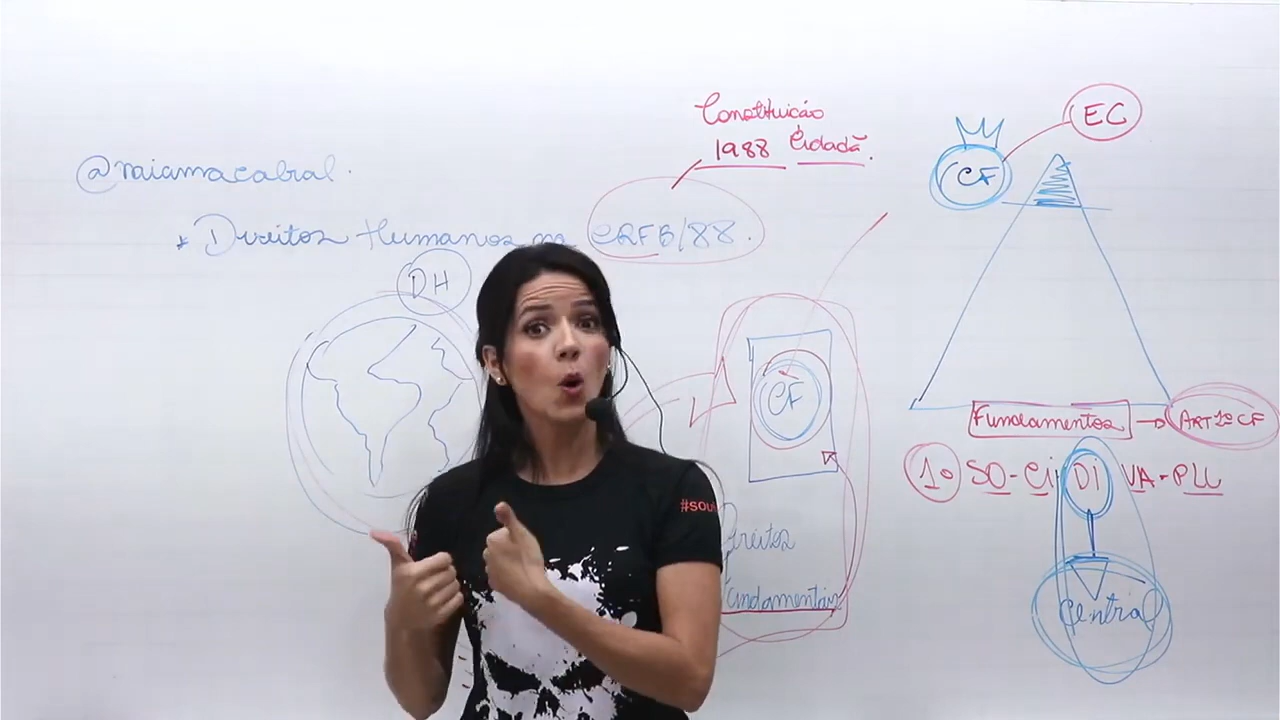 Constituição
1988 Cidadã.
EC
CF
@naiamacabral.
* Direitos Humanos na CRFB/88.
DH
CF
Fundamentos → ART 1º CF
1º SO-CI DI VA-PLU
#sou
Direitos
Fundamentais
Central